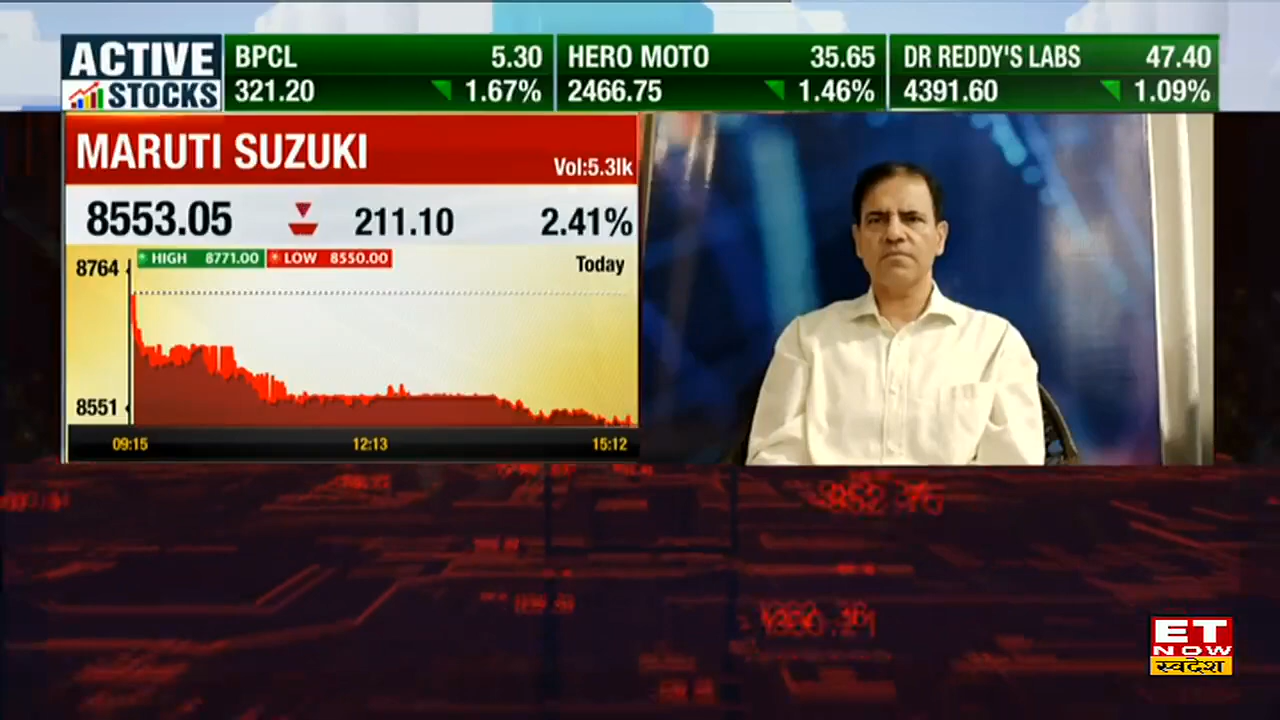 ACTIVE
STOCKS
BPCL 5.30
321.20 1.67%
HERO MOTO 35.65
2466.75 1.46%
DR REDDY'S LABS 47.40
4391.60 1.09%
MARUTI SUZUKI
Vol:5.3lk
8553.05 211.10 2.41%
HIGH 8771.00 LOW 8550.00
Today
8764
8551
09:15 12:13 15:12
ET
NOW
स्वदेश